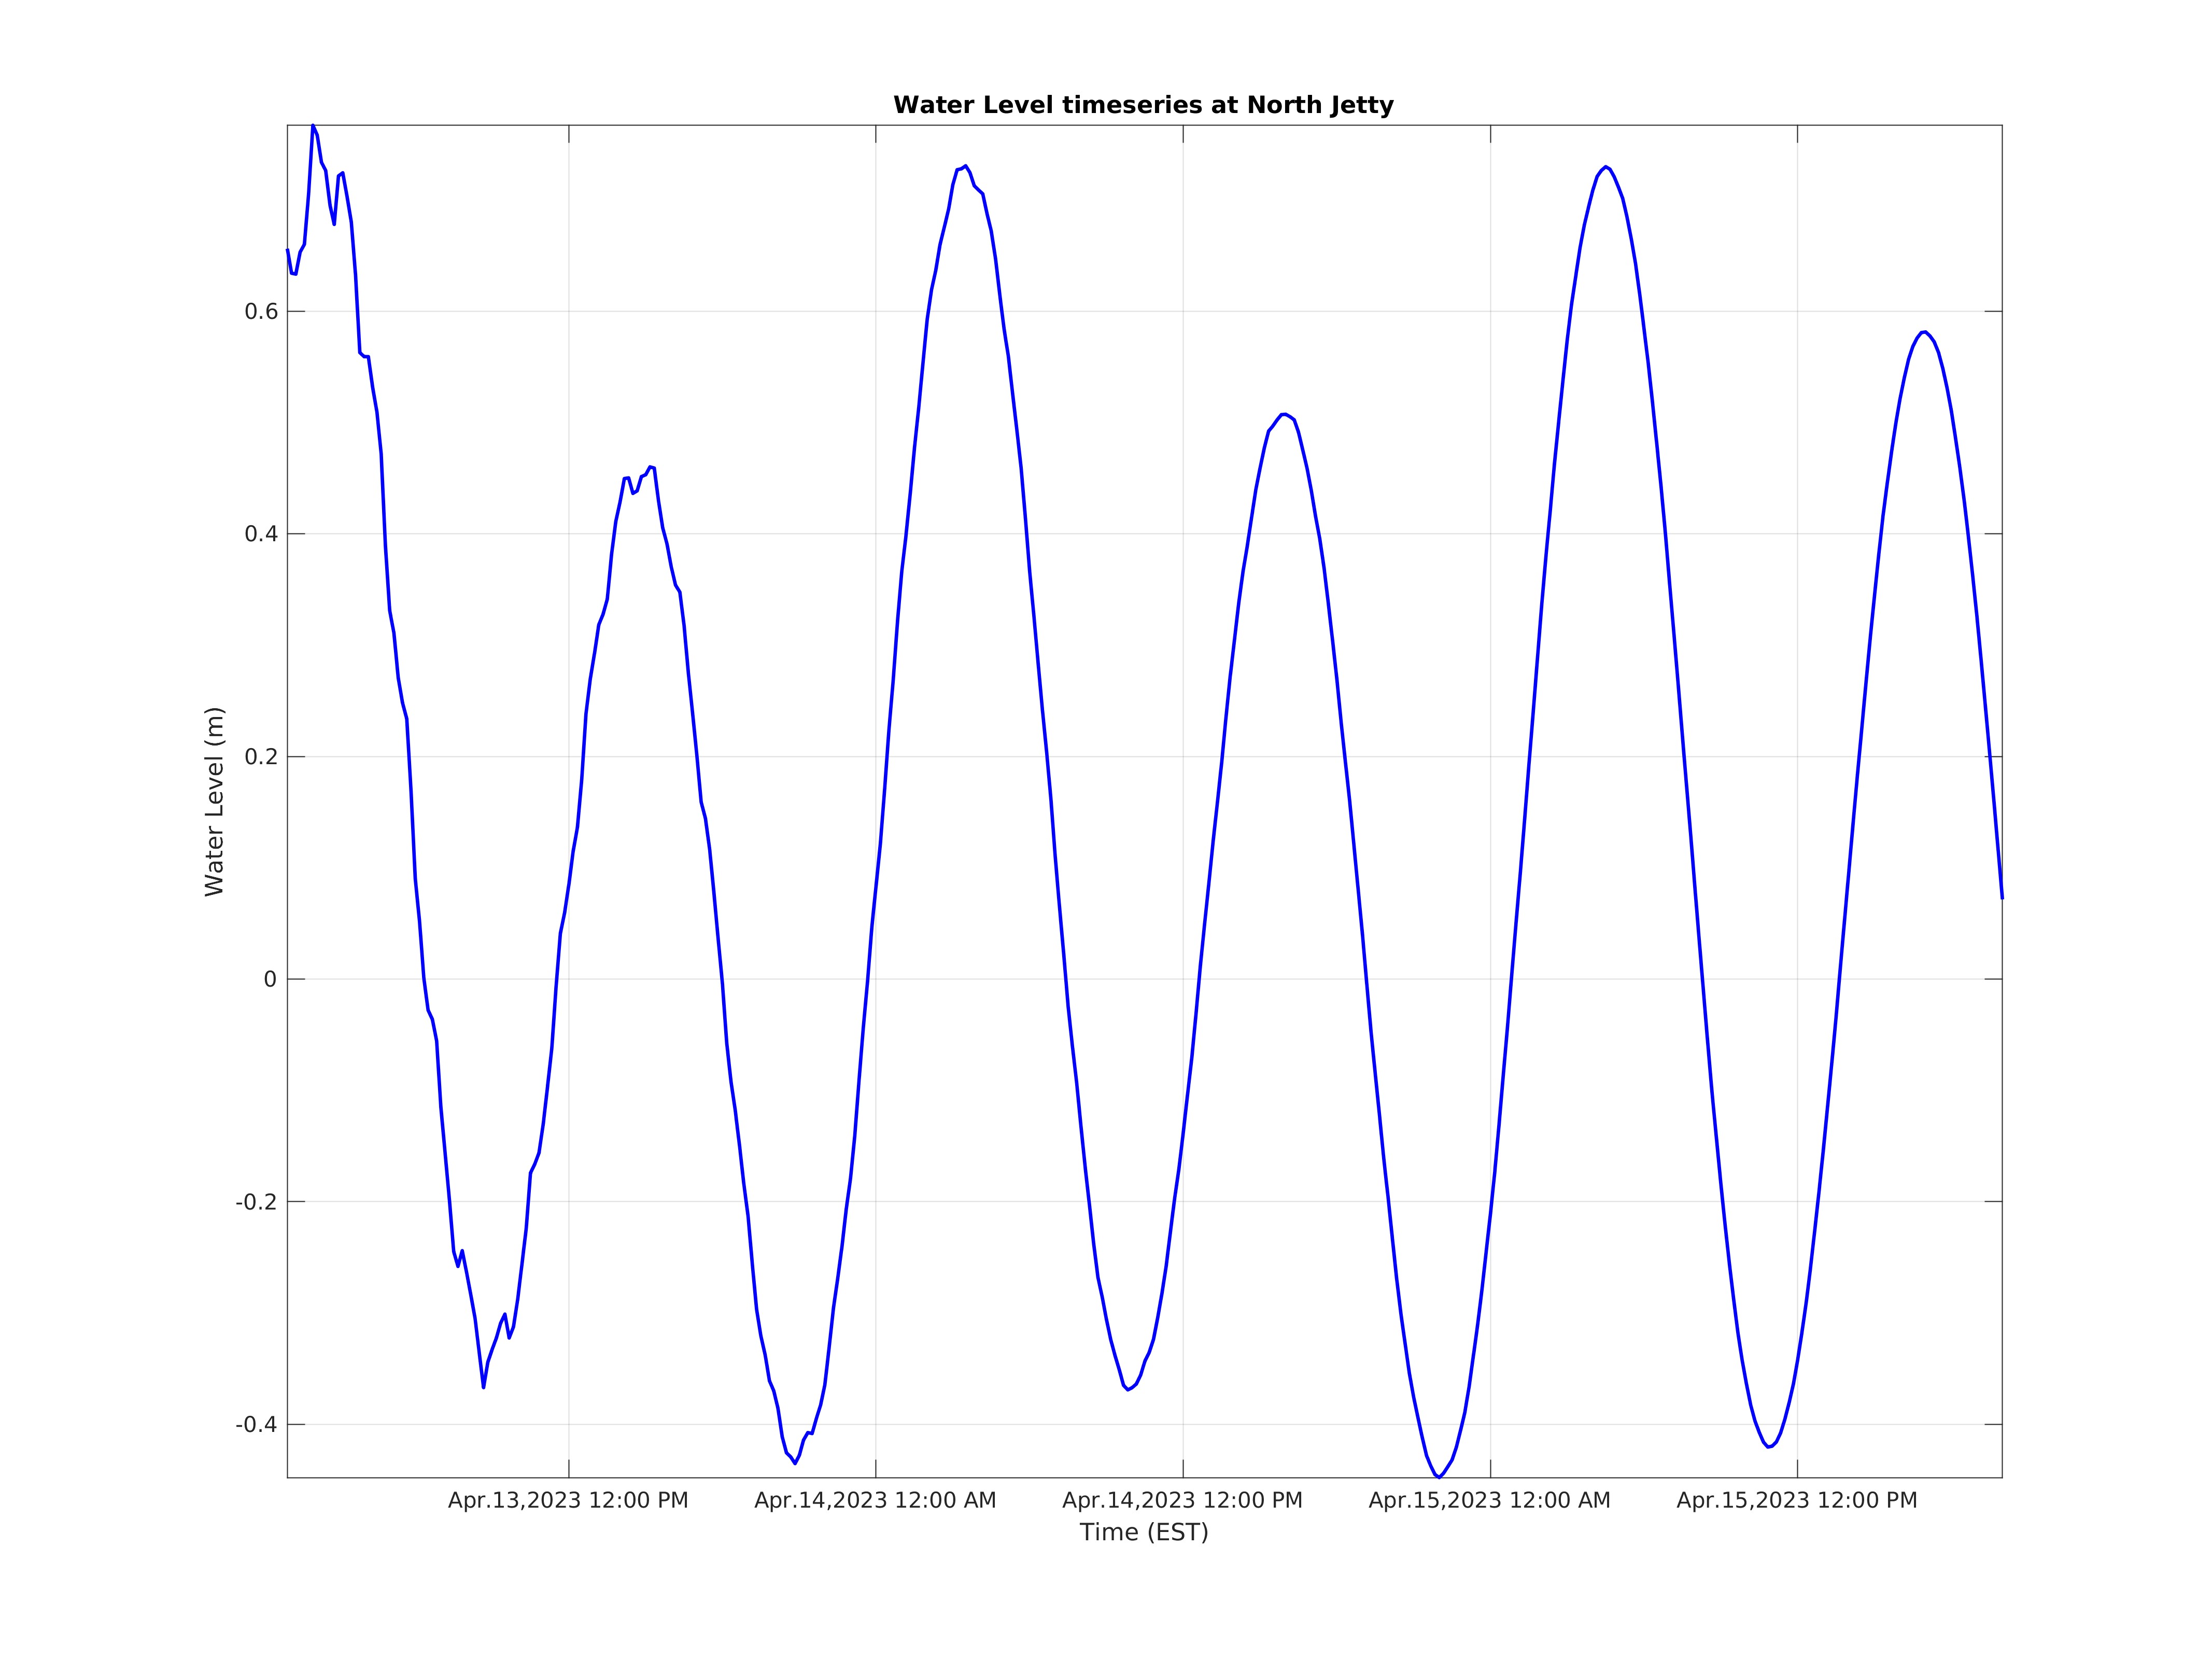 Water Level timeseries at North Jetty
0.6
0.4
0.2
0
-0.2
-0.4
Water Level (m)
Apr.13,2023 12:00 PM Apr.14,2023 12:00 AM Apr.14,2023 12:00 PM Apr.15,2023 12:00 AM Apr.15,2023 12:00 PM
Time (EST)